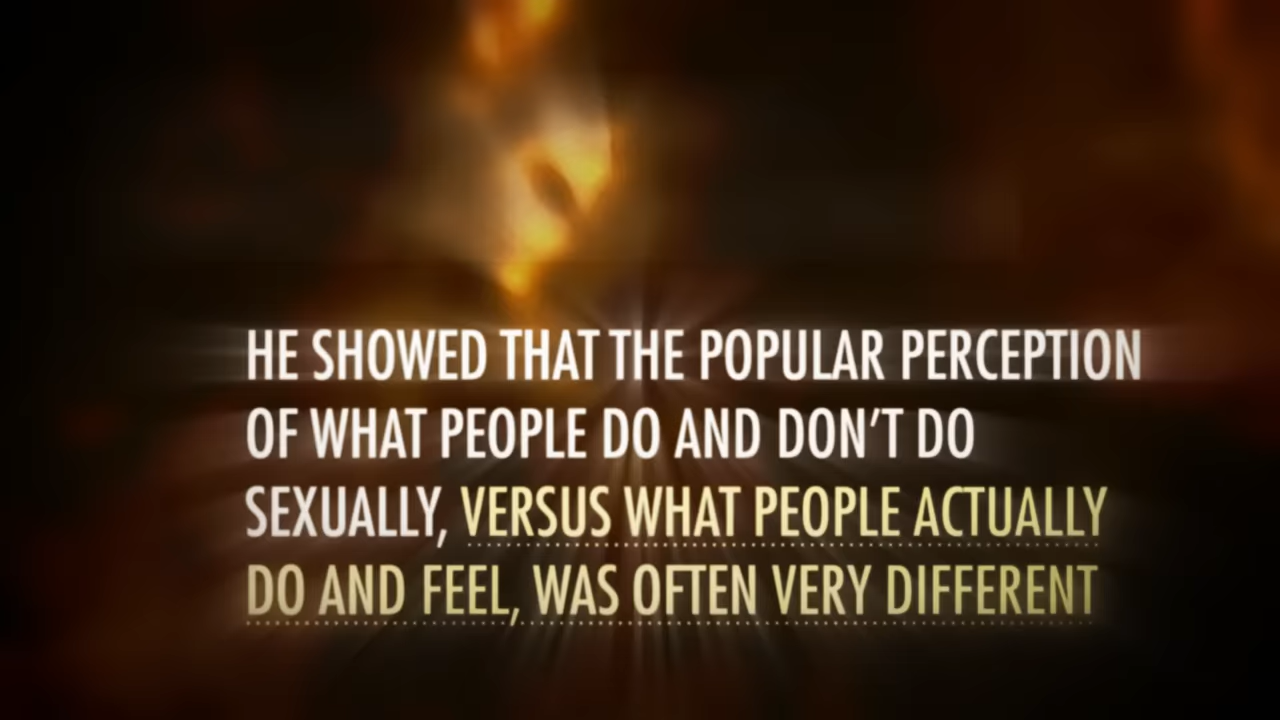 HE SHOWED THAT THE POPULAR PERCEPTION
OF WHAT PEOPLE DO AND DON'T DO
SEXUALLY, VERSUS WHAT PEOPLE ACTUALLY
DO AND FEEL, WAS OFTEN VERY DIFFERENT